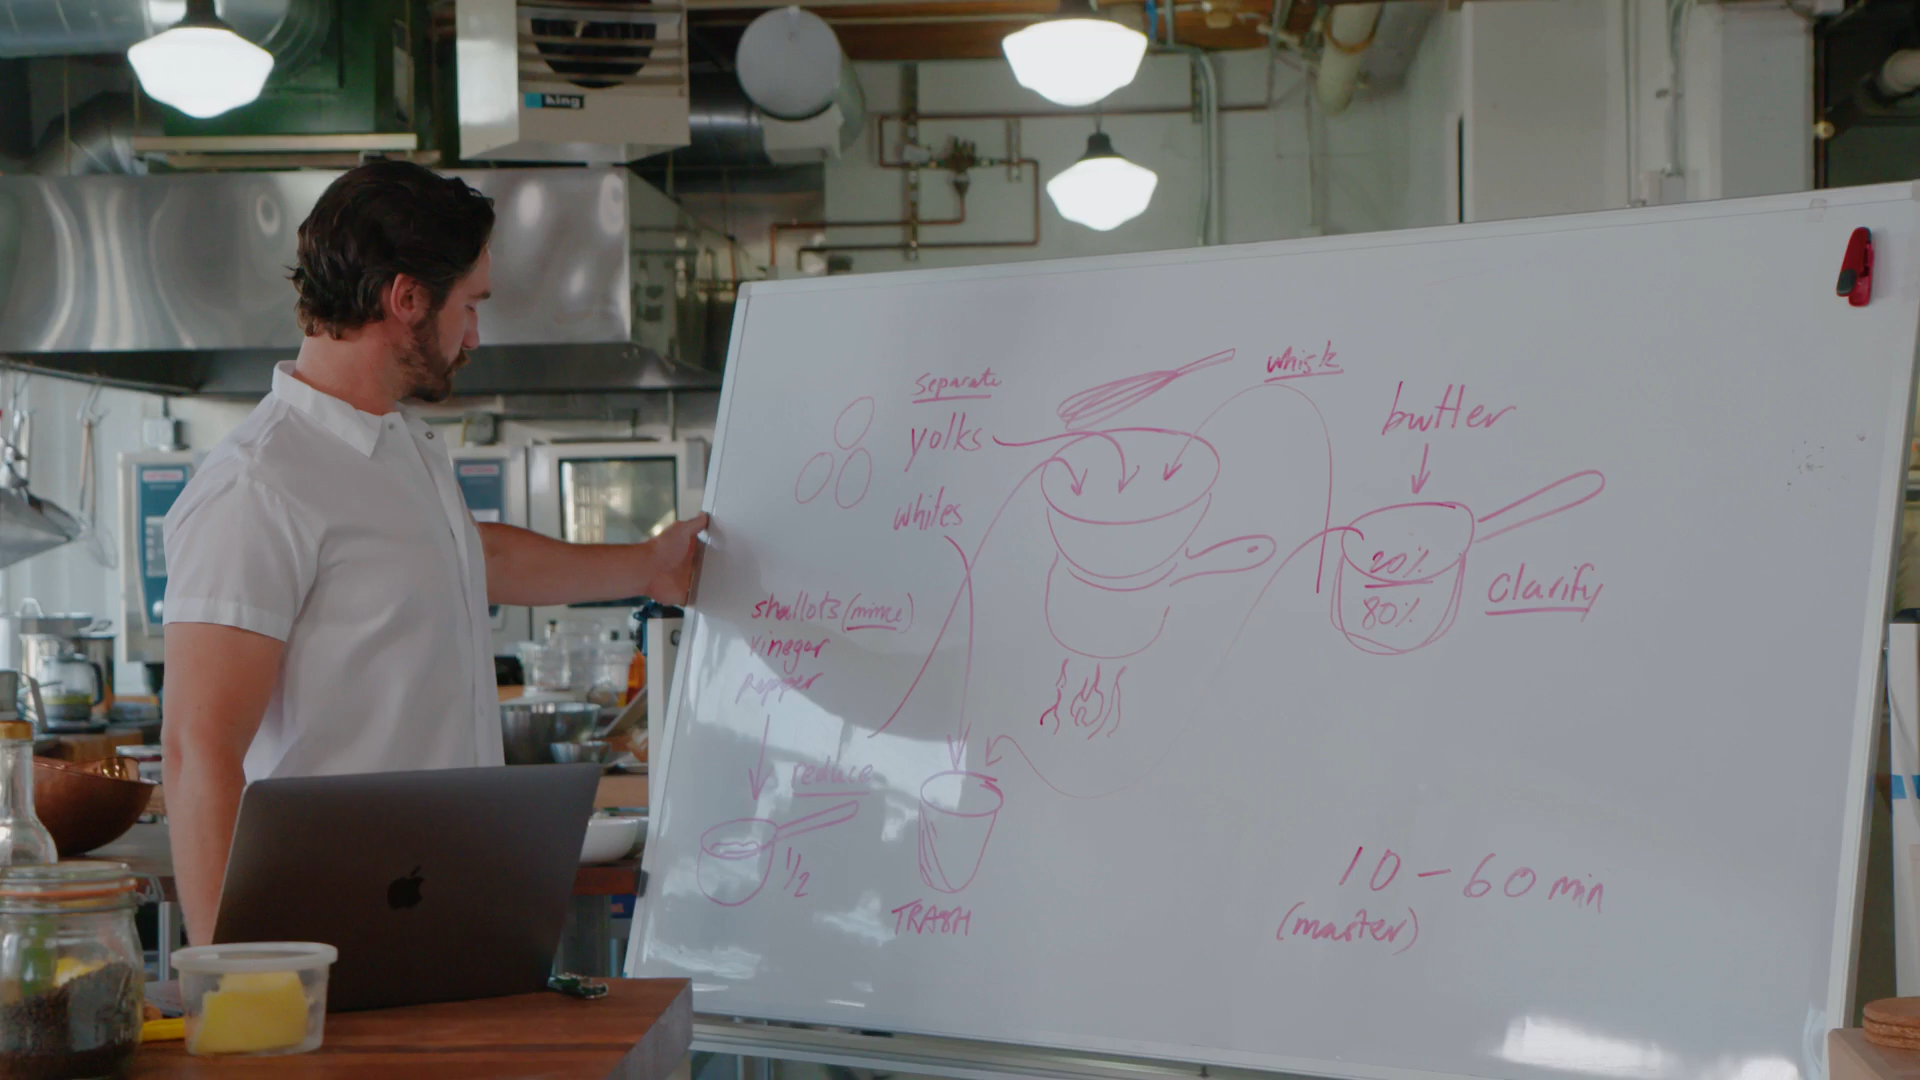 king
separate
yolks
whites
whisk
butter
20%
80%
clarify
shallots (mince)
vinegar
pepper
reduce
1/2
TRASH
10 - 60 min
(master)